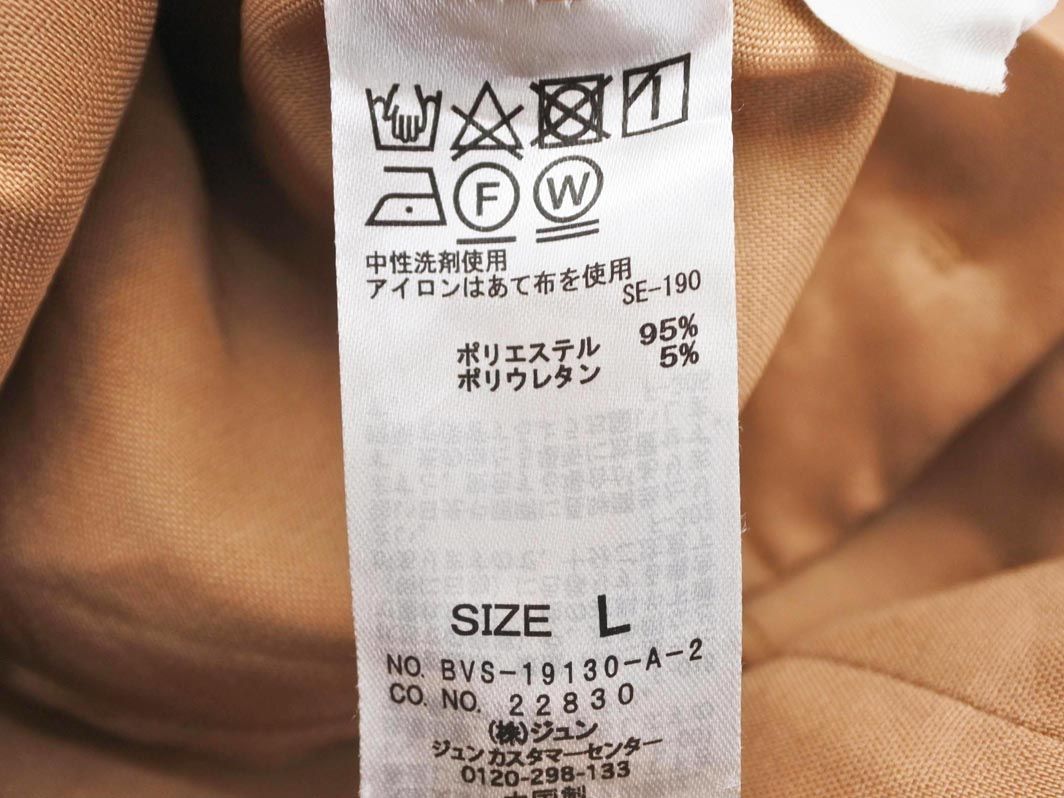 F W
中性洗剤使用
アイロンはあて布を使用
SE-190
ポリエステル 95%
ポリウレタン 5%
SIZE L
NO. BVS-19130-A-2
CO. NO. 22830
(株)ジュン
ジュンカスタマーセンター
0120-298-133
中国製